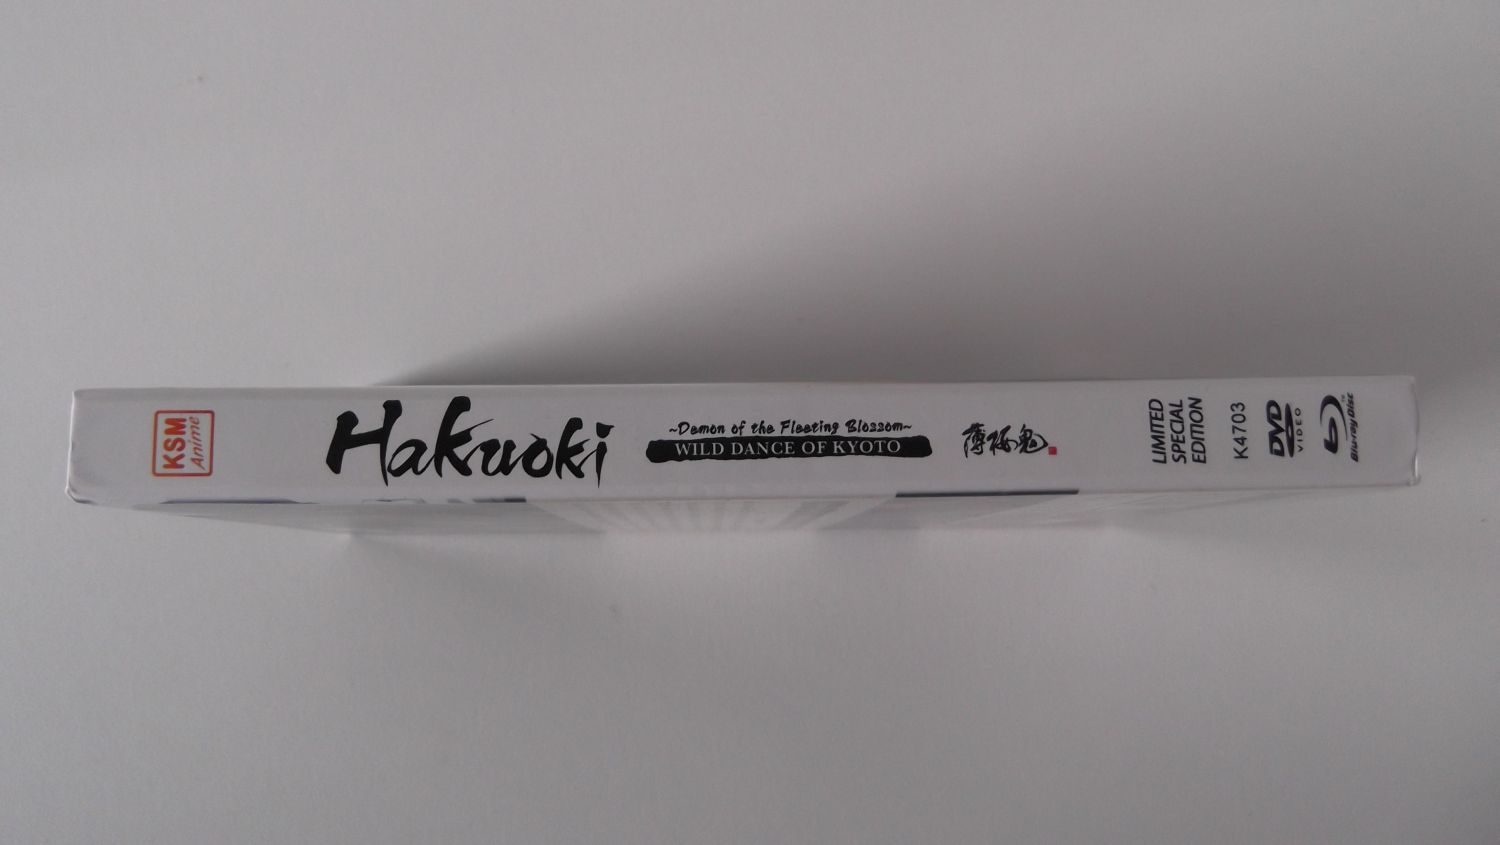 KSM
Anime
Hakuoki
~Demon of the Fleeting Blossom~
WILD DANCE OF KYOTO
薄桜鬼
LIMITED
SPECIAL
EDITION
K4703
DVD
VIDEO
Blu-ray Disc